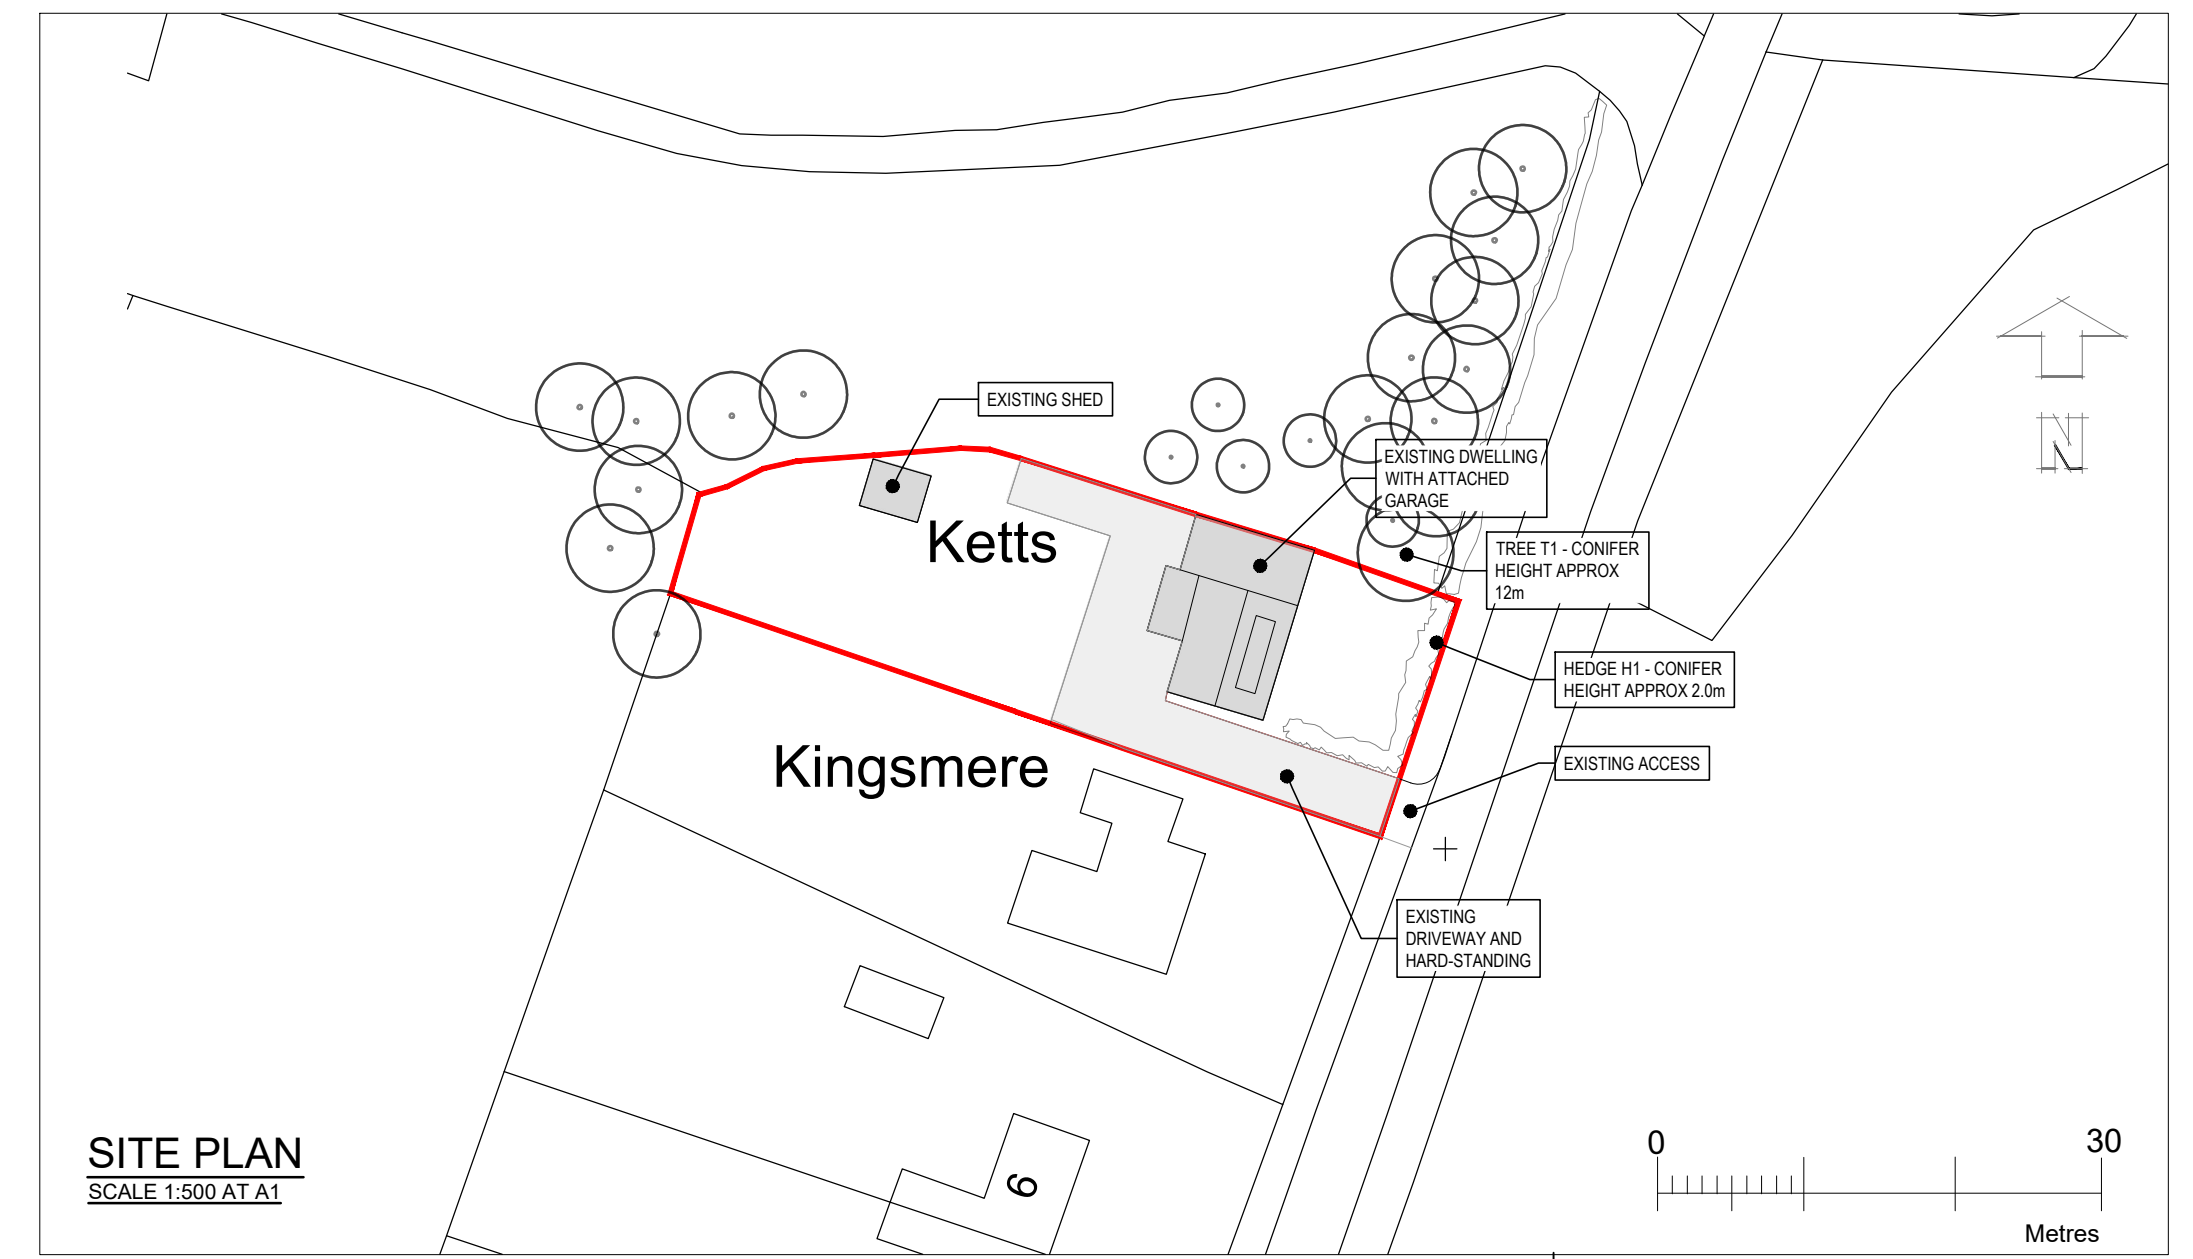 EXISTING SHED
EXISTING DWELLING
WITH ATTACHED
GARAGE
Ketts
TREE T1 - CONIFER
HEIGHT APPROX
12m
N
HEDGE H1 - CONIFER
HEIGHT APPROX 2.0m
Kingsmere
EXISTING ACCESS
EXISTING
DRIVEWAY AND
HARD-STANDING
SITE PLAN
SCALE 1:500 AT A1
9
0
30
Metres